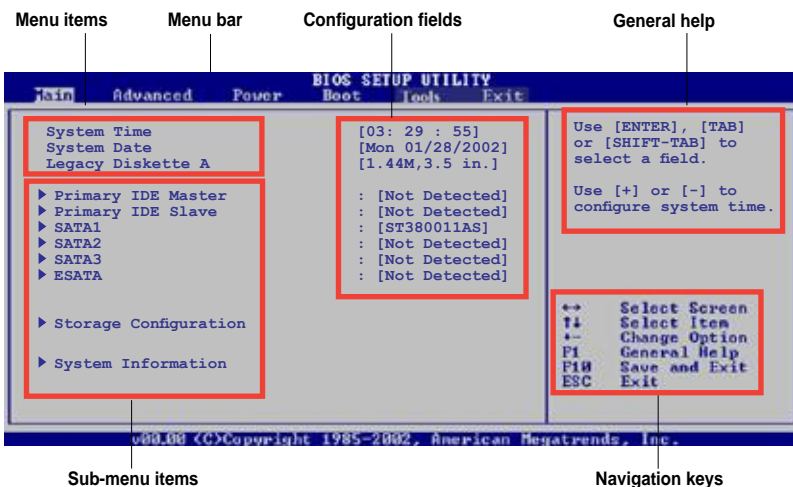 Menu items Menu bar Configuration fields General help
BIOS SETUP UTILITY
Main Advanced Power Boot Tools Exit
System Time [03: 29 : 55]
System Date [Mon 01/28/2002]
Legacy Diskette A [1.44M,3.5 in.]
Primary IDE Master : [Not Detected]
Primary IDE Slave : [Not Detected]
SATA1 : [ST380011AS]
SATA2 : [Not Detected]
SATA3 : [Not Detected]
ESATA : [Not Detected]
Storage Configuration
System Information
Use [ENTER], [TAB]
or [SHIFT-TAB] to
select a field.
Use [+] or [-] to
configure system time.
↔ Select Screen
↑↓ Select Item
+- Change Option
F1 General Help
F10 Save and Exit
ESC Exit
v00.00 (C)Copyright 1985-2002, American Megatrends, Inc.
Sub-menu items Navigation keys